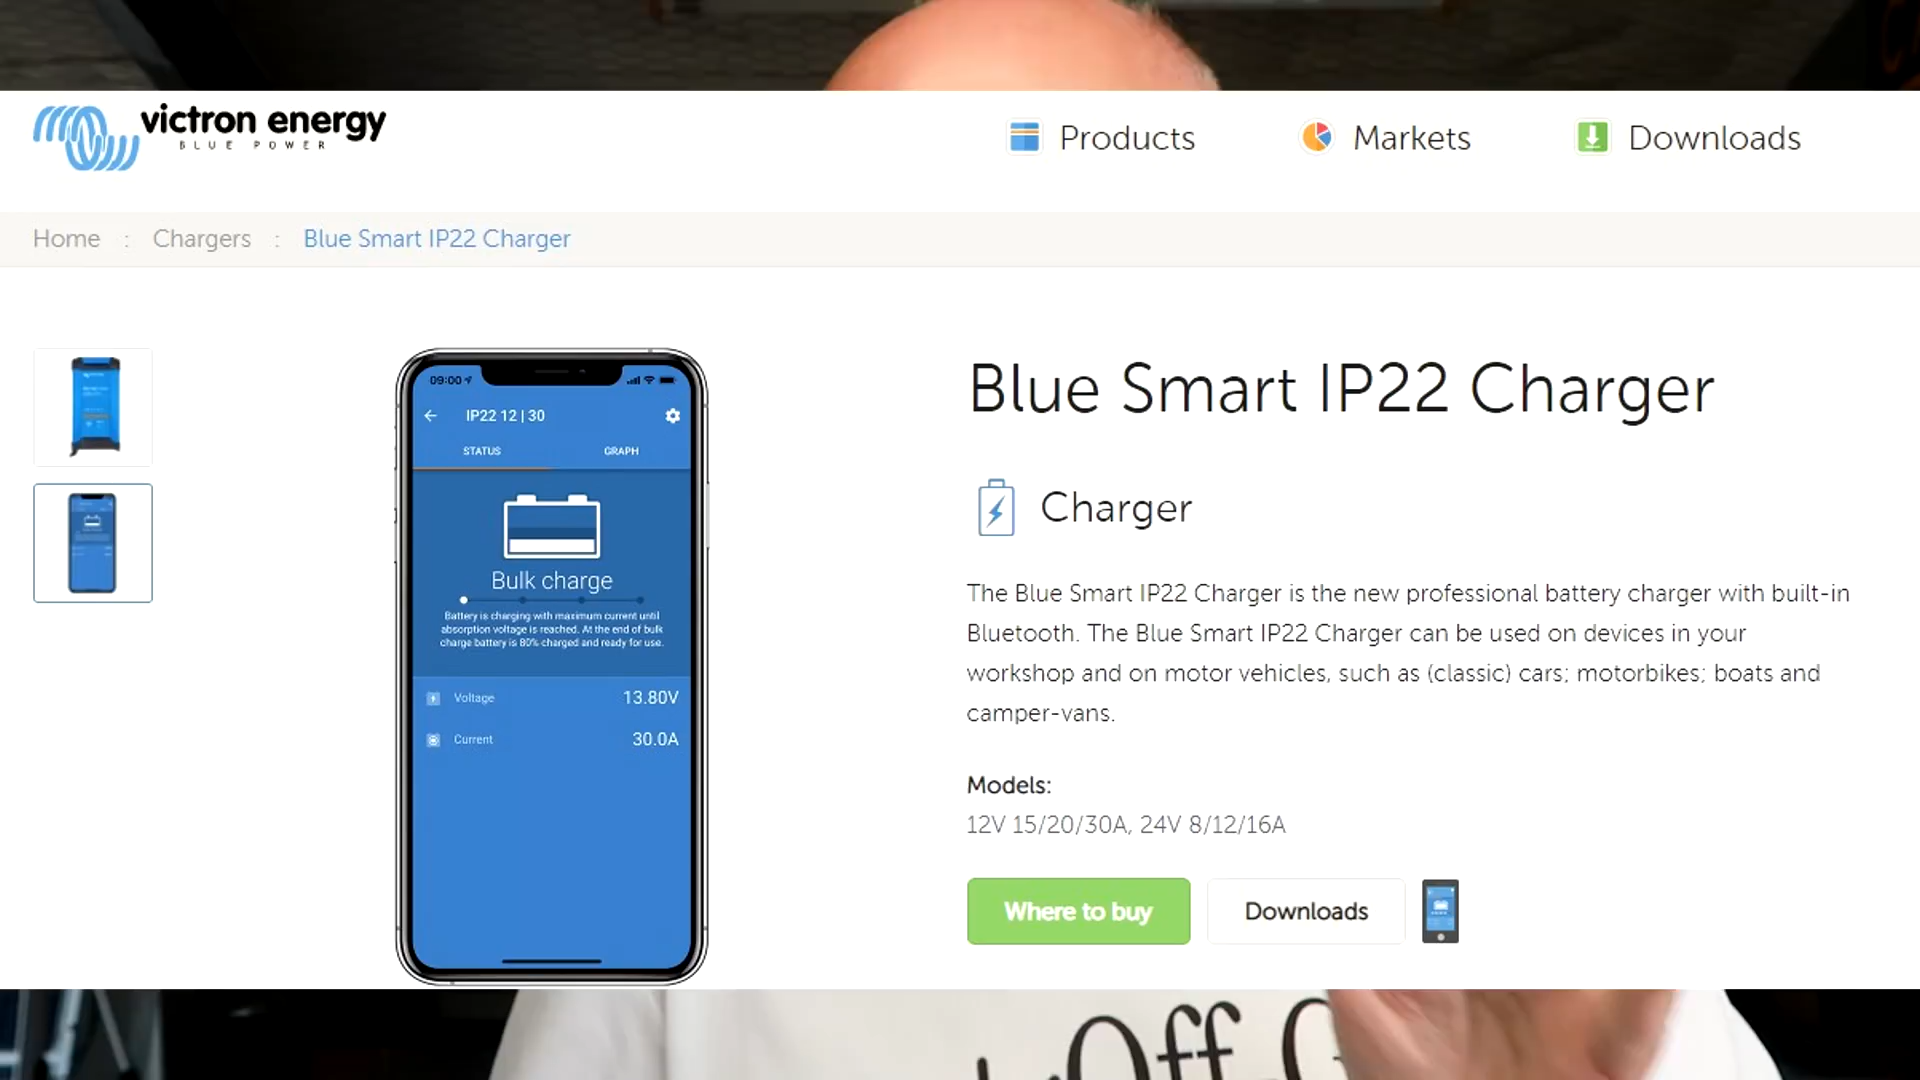 victron energy
BLUE POWER
Products
Markets
Downloads
Home : Chargers : Blue Smart IP22 Charger
09:00
IP22 12 | 30
STATUS
GRAPH
Bulk charge
Battery is charging with maximum current until
absorption voltage is reached. At the end of bulk
charge battery is 80% charged and ready for use.
Voltage 13.80V
Current 30.0A
Blue Smart IP22 Charger
Charger
The Blue Smart IP22 Charger is the new professional battery charger with built-in
Bluetooth. The Blue Smart IP22 Charger can be used on devices in your
workshop and on motor vehicles, such as (classic) cars; motorbikes; boats and
camper-vans.
Models:
12V 15/20/30A, 24V 8/12/16A
Where to buy
Downloads
Off